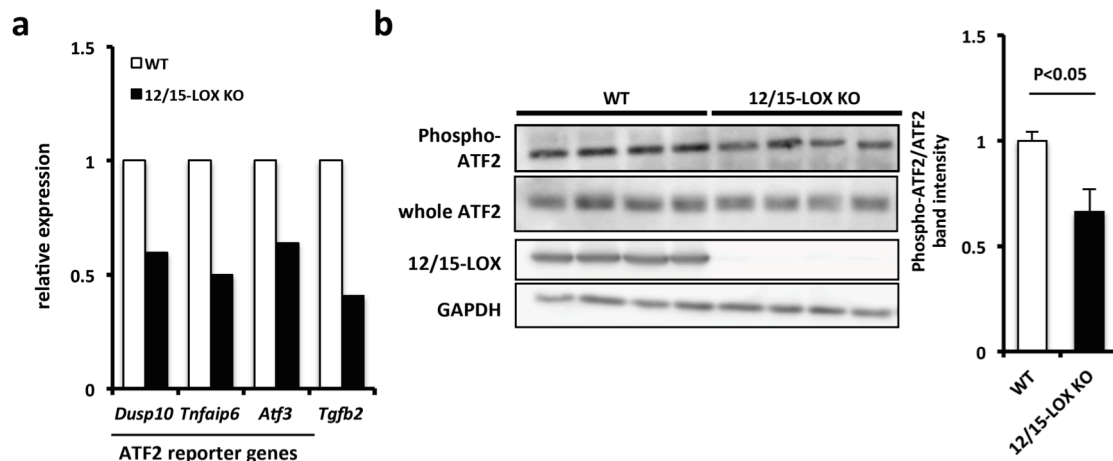 a
1.5
WT
12/15-LOX KO
1
0.5
0
relative expression
Dusp10 Tnfaip6 Atf3 Tgfb2
ATF2 reporter genes
b
WT 12/15-LOX KO
Phospho-
ATF2
whole ATF2
12/15-LOX
GAPDH
Phospho-ATF2/ATF2
band intensity
1.5
P<0.05
1
0.5
0
WT
12/15-LOX KO